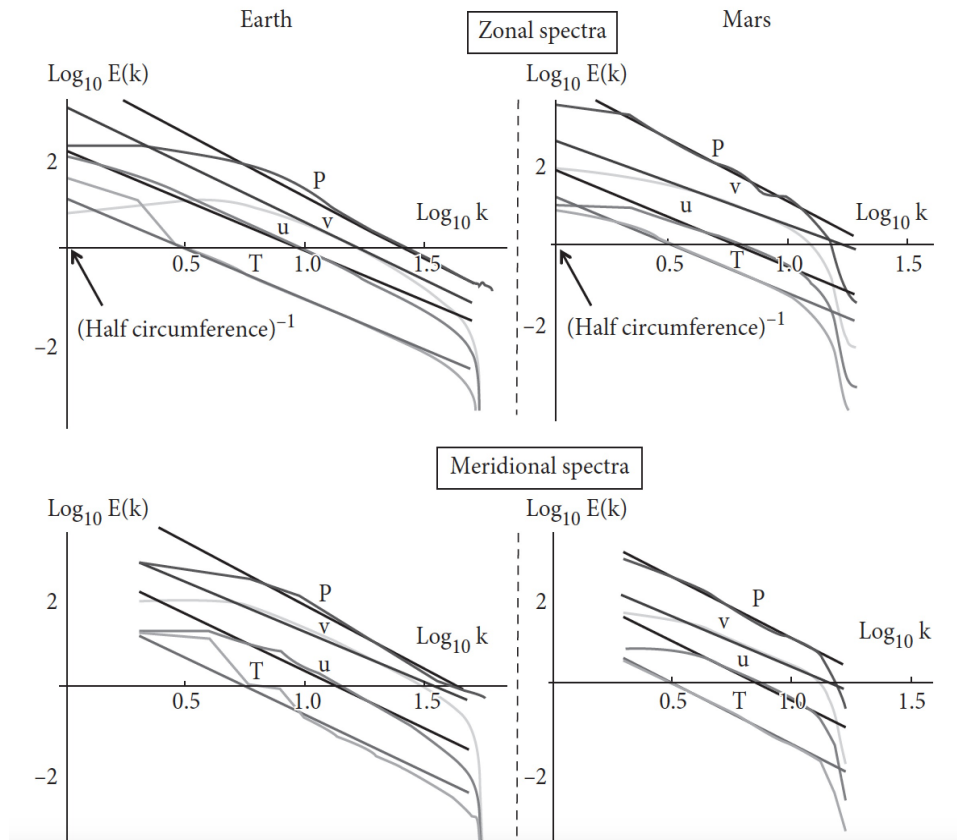 Earth
Zonal spectra
Mars
Log10 E(k)
Log10 E(k)
2
P
v
u
Log10 k
0.5
T
1.0
1.5
(Half circumference)–1
–2
2
P
v
u
Log10 k
0.5
T
1.0
1.5
(Half circumference)–1
–2
Meridional spectra
Log10 E(k)
Log10 E(k)
2
P
v
T
u
Log10 k
0.5
1.0
1.5
–2
2
P
v
u
Log10 k
0.5
T
1.0
1.5
–2